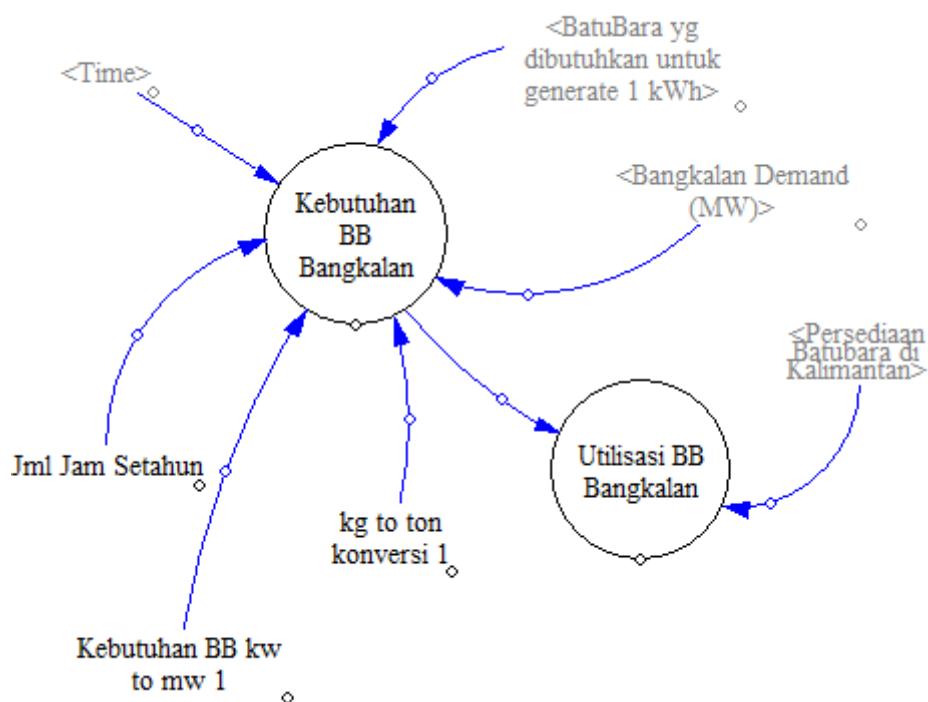 <BatuBara yg
dibutuhkan untuk
generate 1 kWh>
<Time>
<Bangkalan Demand
(MW)>
Kebutuhan
BB
Bangkalan
<Persediaan
Batubara di
Kalimantan>
Jml Jam Setahun
Utilisasi BB
Bangkalan
kg to ton
konversi 1
Kebutuhan BB kw
to mw 1